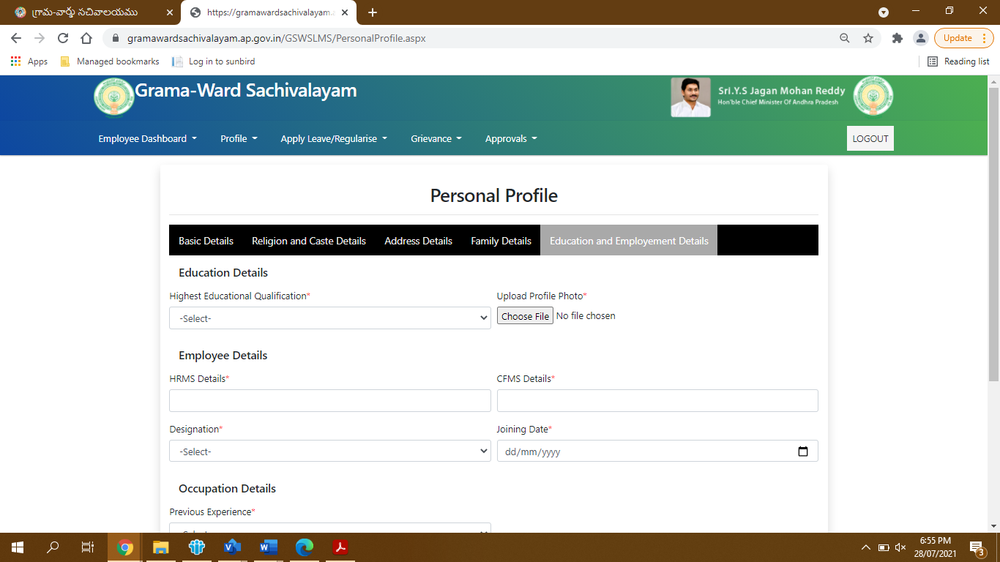 గ్రామ-వార్డు సచివాలయము
https://gramawardsachivalayam.a
gramawardsachivalayam.ap.gov.in/GSWSLMS/PersonalProfile.aspx
Update
Apps Managed bookmarks Log in to sunbird Reading list
Grama-Ward Sachivalayam
Sri.Y.S Jagan Mohan Reddy
Hon'ble Chief Minister Of Andhra Pradesh
Employee Dashboard Profile Apply Leave/Regularise Grievance Approvals LOGOUT
Personal Profile
Basic Details Religion and Caste Details Address Details Family Details Education and Employement Details
Education Details
Highest Educational Qualification* Upload Profile Photo*
-Select- Choose File No file chosen
Employee Details
HRMS Details* CFMS Details*
Designation* Joining Date*
-Select- dd/mm/yyyy
Occupation Details
Previous Experience*
-Select-
6:55 PM
28/07/2021
3